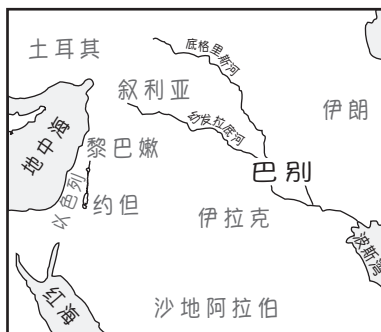 土耳其
底格里斯河
叙利亚
伊朗
幼发拉底河
地中海
黎巴嫩
巴别
以色列
约但
伊拉克
波斯湾
红海
沙地阿拉伯